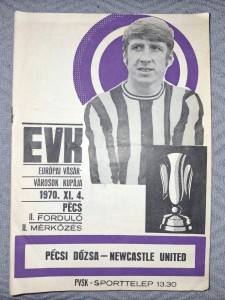 EVK
EURÓPAI VÁSÁR-
VÁROSOK KUPÁJA
1970. XI. 4.
PÉCS
II. FORDULÓ
II. MÉRKŐZÉS
PÉCSI DÓZSA—NEWCASTLE UNITED
PVSK - SPORTTELEP 13.30